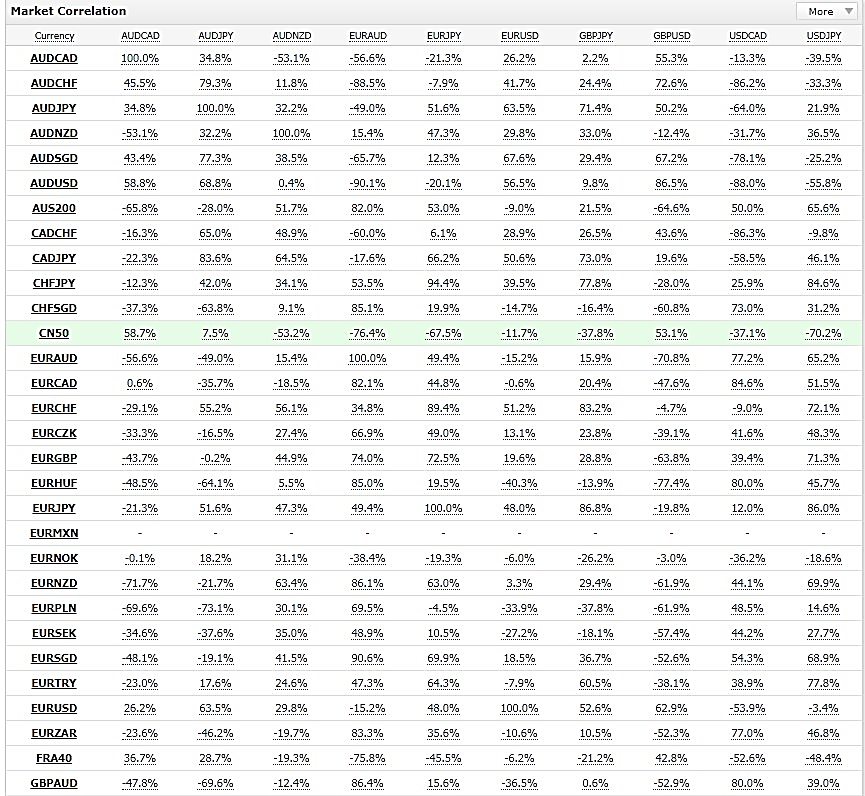 Market Correlation More
Currency AUDCAD AUDJPY AUDNZD EURAUD EURJPY EURUSD GBPJPY GBPUSD USDCAD USDJPY
AUDCAD 100.0% 34.8% -53.1% -56.6% -21.3% 26.2% 2.2% 55.3% -13.3% -39.5%
AUDCHF 45.5% 79.3% 11.8% -88.5% -7.9% 41.7% 24.4% 72.6% -86.2% -33.3%
AUDJPY 34.8% 100.0% 32.2% -49.0% 51.6% 63.5% 71.4% 50.2% -64.0% 21.9%
AUDNZD -53.1% 32.2% 100.0% 15.4% 47.3% 29.8% 33.0% -12.4% -31.7% 36.5%
AUDSGD 43.4% 77.3% 38.5% -65.7% 12.3% 67.6% 29.4% 67.2% -78.1% -25.2%
AUDUSD 58.8% 68.8% 0.4% -90.1% -20.1% 56.5% 9.8% 86.5% -88.0% -55.8%
AUS200 -65.8% -28.0% 51.7% 82.0% 53.0% -9.0% 21.5% -64.6% 50.0% 65.6%
CADCHF -16.3% 65.0% 48.9% -60.0% 6.1% 28.9% 26.5% 43.6% -86.3% -9.8%
CADJPY -22.3% 83.6% 64.5% -17.6% 66.2% 50.6% 73.0% 19.6% -58.5% 46.1%
CHFJPY -12.3% 42.0% 34.1% 53.5% 94.4% 39.5% 77.8% -28.0% 25.9% 84.6%
CHFSGD -37.3% -63.8% 9.1% 85.1% 19.9% -14.7% -16.4% -60.8% 73.0% 31.2%
CN50 58.7% 7.5% -53.2% -76.4% -67.5% -11.7% -37.8% 53.1% -37.1% -70.2%
EURAUD -56.6% -49.0% 15.4% 100.0% 49.4% -15.2% 15.9% -70.8% 77.2% 65.2%
EURCAD 0.6% -35.7% -18.5% 82.1% 44.8% -0.6% 20.4% -47.6% 84.6% 51.5%
EURCHF -29.1% 55.2% 56.1% 34.8% 89.4% 51.2% 83.2% -4.7% -9.0% 72.1%
EURCZK -33.3% -16.5% 27.4% 66.9% 49.0% 13.1% 23.8% -39.1% 41.6% 48.3%
EURGBP -43.7% -0.2% 44.9% 74.0% 72.5% 19.6% 28.8% -63.8% 39.4% 71.3%
EURHUF -48.5% -64.1% 5.5% 85.0% 19.5% -40.3% -13.9% -77.4% 80.0% 45.7%
EURJPY -21.3% 51.6% 47.3% 49.4% 100.0% 48.0% 86.8% -19.8% 12.0% 86.0%
EURMXN - - - - - - - - - -
EURNOK -0.1% 18.2% 31.1% -38.4% -19.3% -6.0% -26.2% -3.0% -36.2% -18.6%
EURNZD -71.7% -21.7% 63.4% 86.1% 63.0% 3.3% 29.4% -61.9% 44.1% 69.9%
EURPLN -69.6% -73.1% 30.1% 69.5% -4.5% -33.9% -37.8% -61.9% 48.5% 14.6%
EURSEK -34.6% -37.6% 35.0% 48.9% 10.5% -27.2% -18.1% -57.4% 44.2% 27.7%
EURSGD -48.1% -19.1% 41.5% 90.6% 69.9% 18.5% 36.7% -52.6% 54.3% 68.9%
EURTRY -23.0% 17.6% 24.6% 47.3% 64.3% -7.9% 60.5% -38.1% 38.9% 77.8%
EURUSD 26.2% 63.5% 29.8% -15.2% 48.0% 100.0% 52.6% 62.9% -53.9% -3.4%
EURZAR -23.6% -46.2% -19.7% 83.3% 35.6% -10.6% 10.5% -52.3% 77.0% 46.8%
FRA40 36.7% 28.7% -19.3% -75.8% -45.5% -6.2% -21.2% 42.8% -52.6% -48.4%
GBPAUD -47.8% -69.6% -12.4% 86.4% 15.6% -36.5% 0.6% -52.9% 80.0% 39.0%